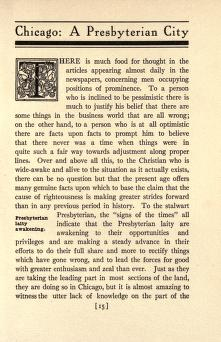 Chicago: A Presbyterian City
THERE is much food for thought in the
articles appearing almost daily in the
newspapers, concerning men occupying
positions of prominence. To a person
who is inclined to be pessimistic there is
much to justify his belief that there are
some things in the business world that are all wrong;
on the other hand, to a person who is at all optimistic
there are facts upon facts to prompt him to believe
that there never was a time when things were in
quite such a fair way towards adjustment along proper
lines. Over and above all this, to the Christian who is
wide-awake and alive to the situation as it actually exists,
there can be no question but that the present age offers
many genuine facts upon which to base the claim that the
cause of righteousness is making greater strides forward
than in any previous period in history. To the stalwart
Presbyterian, the "signs of the times" all
indicate that the Presbyterian laity are
awakening to their opportunities and
Presbyterian
laity
awakening.
privileges and are making a steady advance in their
efforts to do their full share and more to rectify things
which have gone wrong, and to lead the forces for good
with greater enthusiasm and zeal than ever. Just as they
are taking the leading part in most sections of the land,
they are doing so in Chicago, but it is almost amazing to
witness the utter lack of knowledge on the part of the
[15]